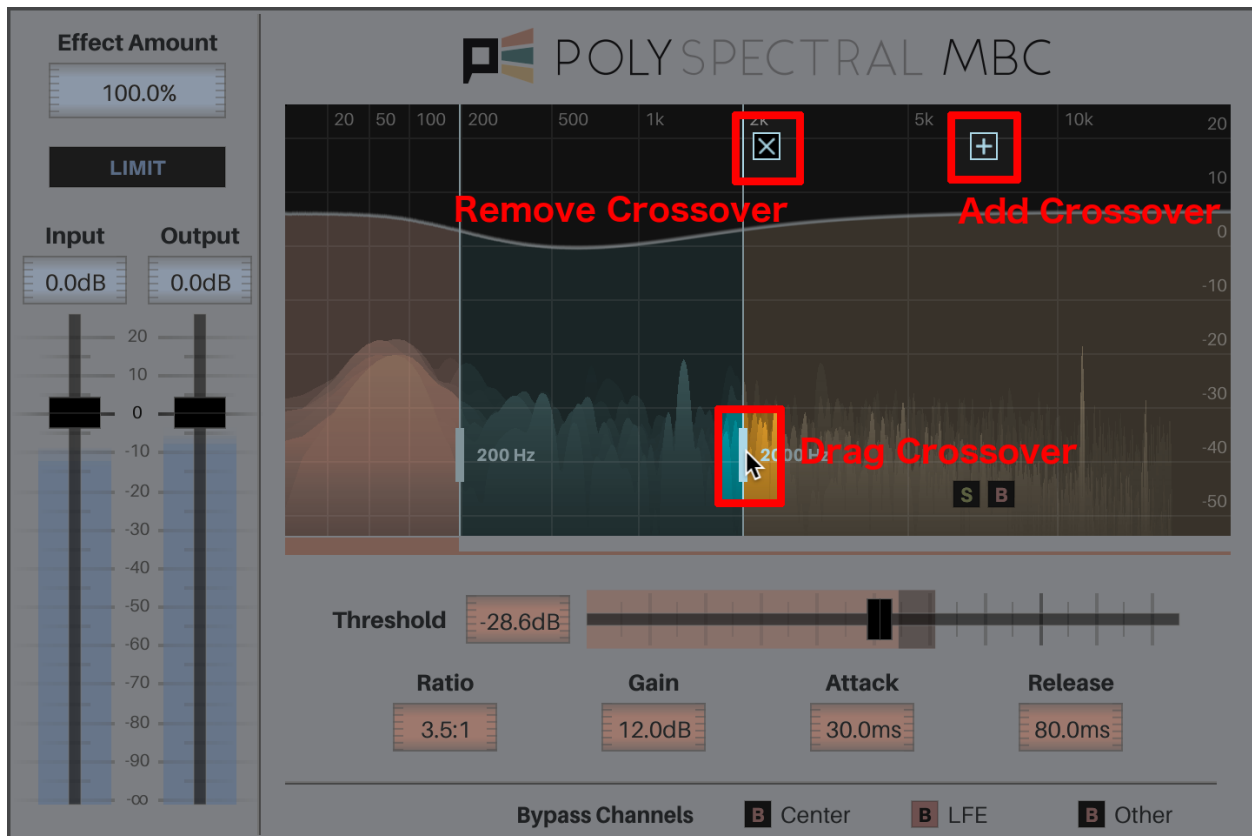 Effect Amount
100.0%
LIMIT
Input Output
0.0dB 0.0dB
20
10
0
-10
-20
-30
-40
-50
-60
-70
-80
-90
-∞
POLYSPECTRAL MBC
20 50 100 200 500 1k 2k 5k 10k 20
10
Remove Crossover Add Crossover
0
-10
-20
-30
200 Hz 2000 Hz Drag Crossover -40
S B -50
Threshold -28.6dB
Ratio Gain Attack Release
3.5:1 12.0dB 30.0ms 80.0ms
Bypass Channels B Center B LFE B Other